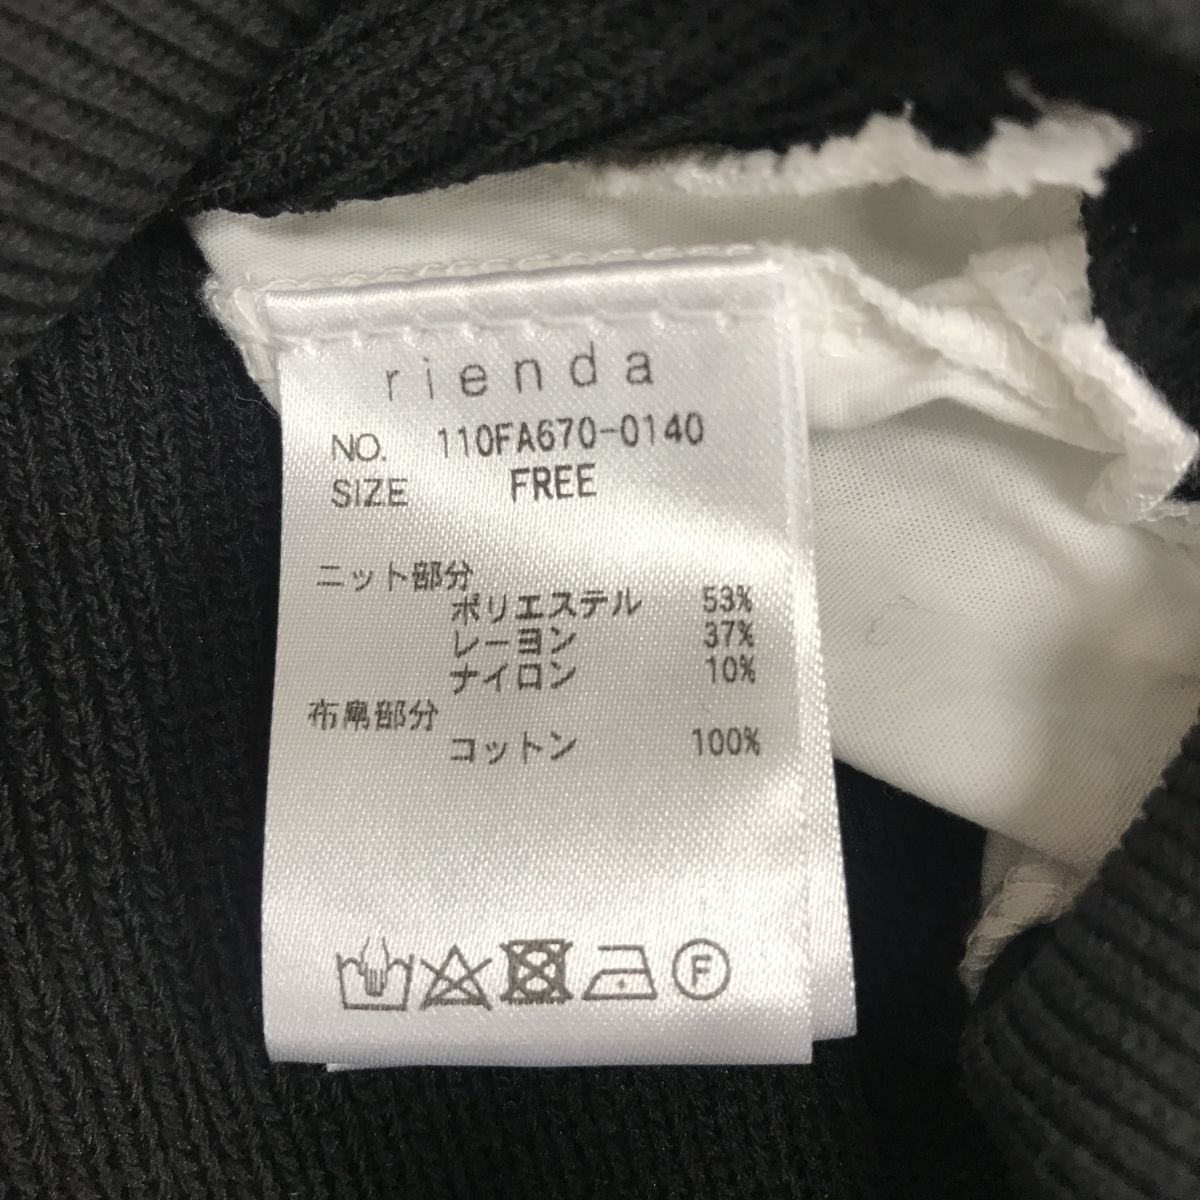 rienda
NO. 110FA670-0140
SIZE FREE
ニット部分
ポリエステル 53%
レーヨン 37%
ナイロン 10%
布帛部分
コットン 100%
F